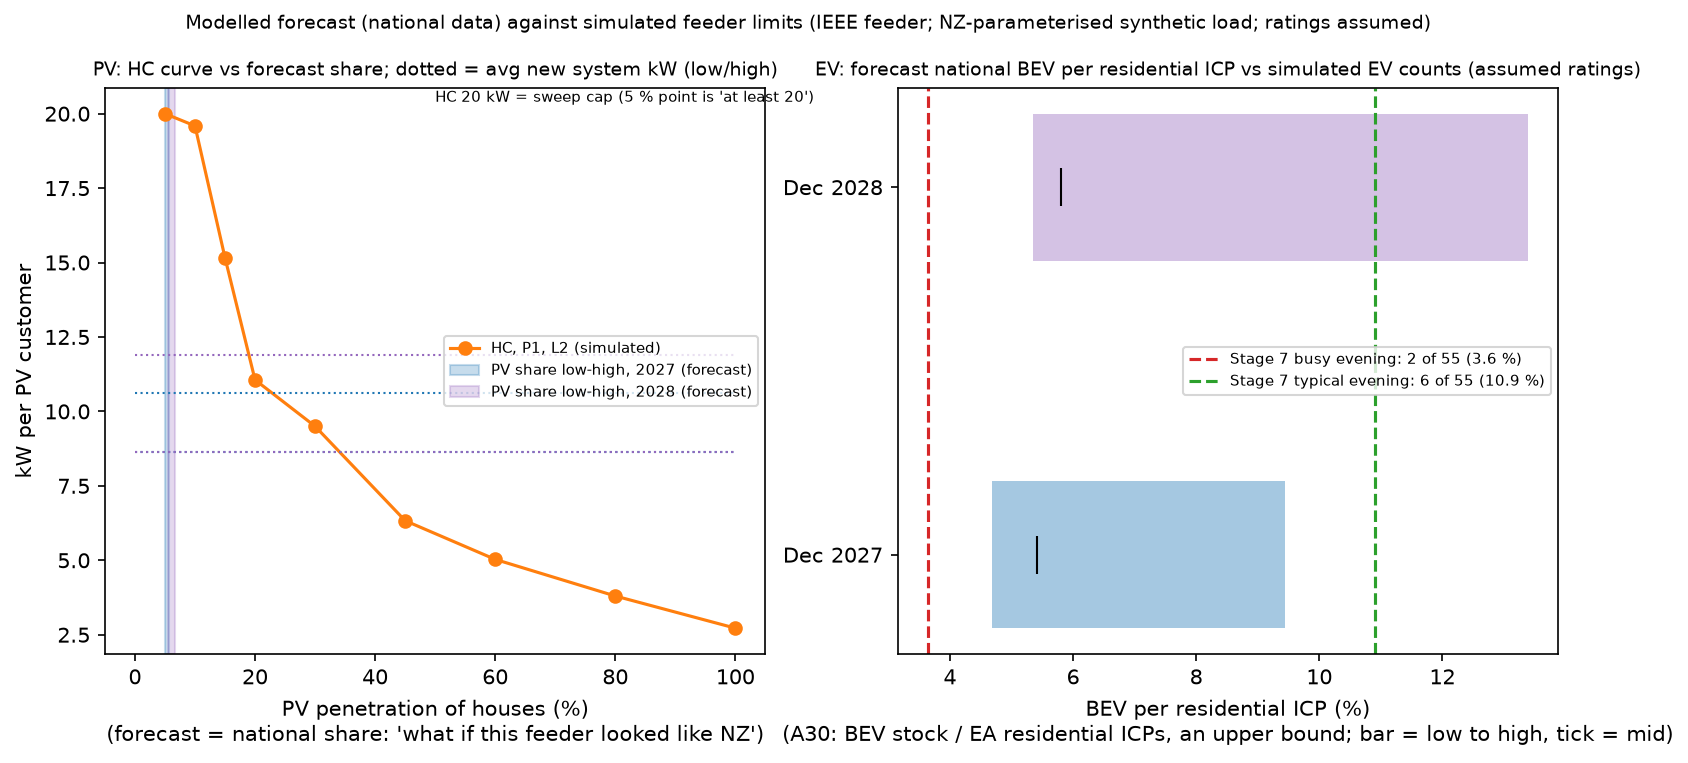 Modelled forecast (national data) against simulated feeder limits (IEEE feeder; NZ-parameterised synthetic load; ratings assumed)
PV: HC curve vs forecast share; dotted = avg new system kW (low/high)
HC 20 kW = sweep cap (5 % point is 'at least 20')
kW per PV customer
20.0
17.5
15.0
12.5
10.0
7.5
5.0
2.5
HC, P1, L2 (simulated)
PV share low-high, 2027 (forecast)
PV share low-high, 2028 (forecast)
0
20
40
60
80
100
PV penetration of houses (%)
(forecast = national share: 'what if this feeder looked like NZ')
EV: forecast national BEV per residential ICP vs simulated EV counts (assumed ratings)
Dec 2028
Dec 2027
Stage 7 busy evening: 2 of 55 (3.6 %)
Stage 7 typical evening: 6 of 55 (10.9 %)
4
6
8
10
12
BEV per residential ICP (%)
(A30: BEV stock / EA residential ICPs, an upper bound; bar = low to high, tick = mid)